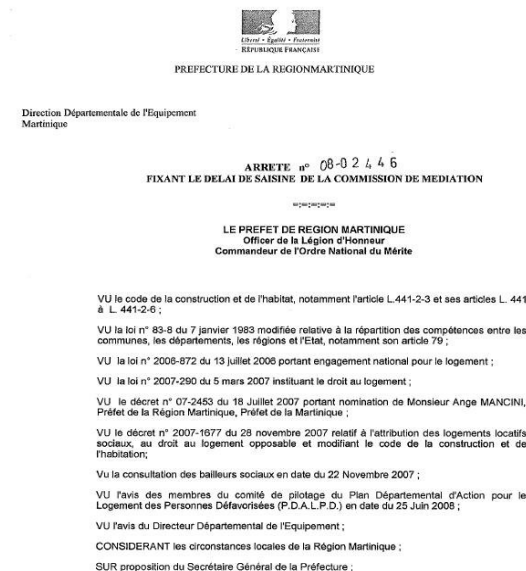 Liberté • Égalité • Fraternité
RÉPUBLIQUE FRANÇAISE
PREFECTURE DE LA REGIONMARTINIQUE
Direction Départementale de l'Equipement
Martinique
ARRETE n° 08-02446
FIXANT LE DELAI DE SAISINE DE LA COMMISSION DE MEDIATION
-=-=-=-=-=-
LE PREFET DE REGION MARTINIQUE
Officer de la Légion d'Honneur
Commandeur de l'Ordre National du Mérite
VU le code de la construction et de l'habitat, notamment l'article L.441-2-3 et ses articles L. 441
à L. 441-2-6 ;
VU la loi n° 83-8 du 7 janvier 1983 modifiée relative à la répartition des compétences entre les
communes, les départements, les régions et l'Etat, notamment son article 79 ;
VU la loi n° 2006-872 du 13 juillet 2006 portant engagement national pour le logement ;
VU la loi n° 2007-290 du 5 mars 2007 instituant le droit au logement ;
VU le décret n° 07-2453 du 18 Juillet 2007 portant nomination de Monsieur Ange MANCINI,
Préfet de la Région Martinique, Préfet de la Martinique ;
VU le décret n° 2007-1677 du 28 novembre 2007 relatif à l'attribution des logements locatifs
sociaux, au droit au logement opposable et modifiant le code de la construction et de
l'habitation;
Vu la consultation des bailleurs sociaux en date du 22 Novembre 2007 ;
VU l'avis des membres du comité de pilotage du Plan Départemental d'Action pour le
Logement des Personnes Défavorisées (P.D.A.L.P.D.) en date du 25 Juin 2008 ;
VU l'avis du Directeur Départemental de l'Equipement ;
CONSIDERANT les circonstances locales de la Région Martinique ;
SUR proposition du Secrétaire Général de la Préfecture ;